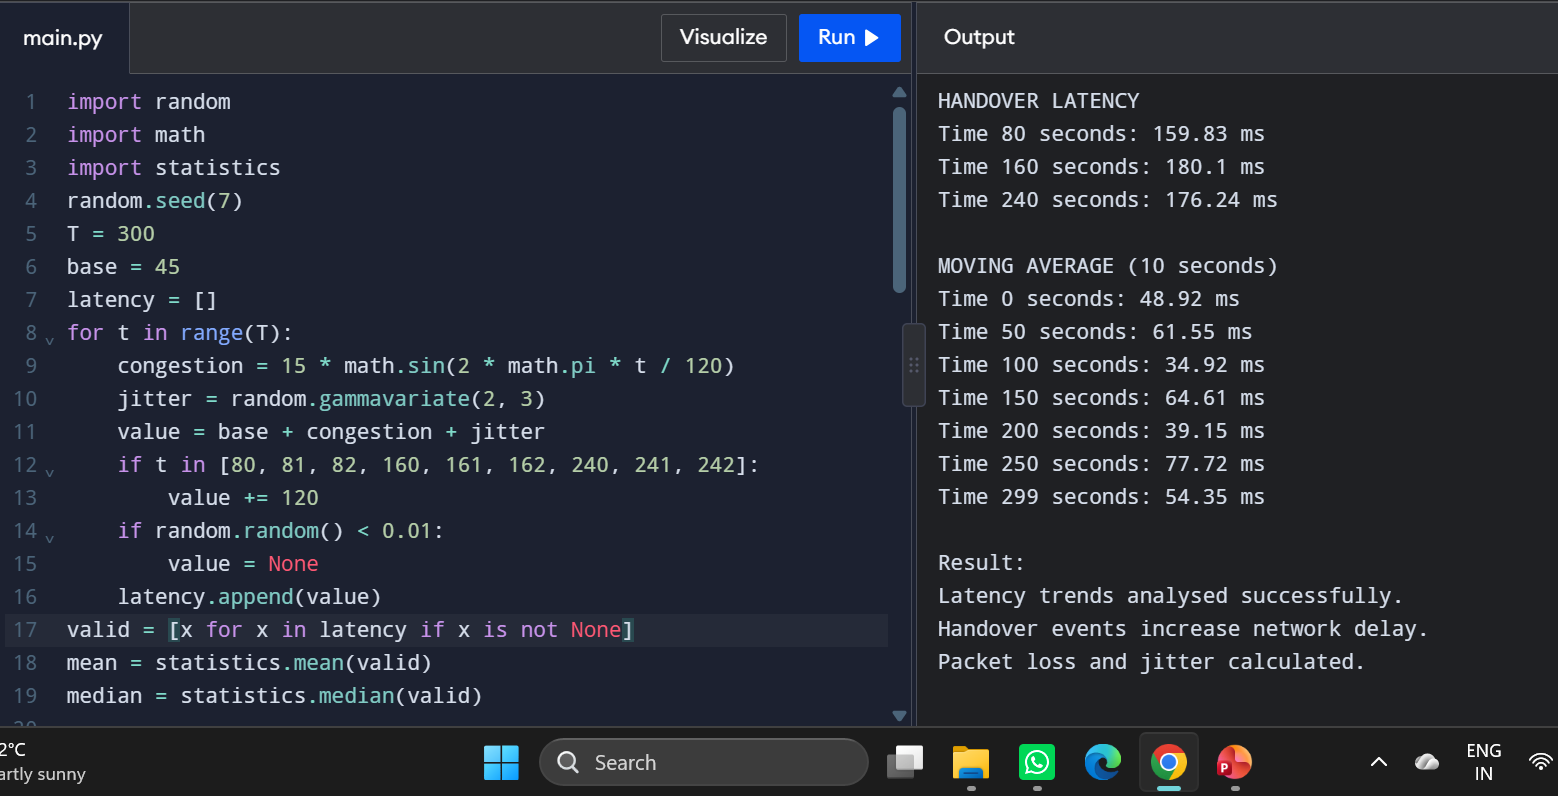 main.py
Visualize
Run
Output
1 import random
2 import math
3 import statistics
4 random.seed(7)
5 T = 300
6 base = 45
7 latency = []
8 for t in range(T):
9     congestion = 15 * math.sin(2 * math.pi * t / 120)
10     jitter = random.gammavariate(2, 3)
11     value = base + congestion + jitter
12     if t in [80, 81, 82, 160, 161, 162, 240, 241, 242]:
13         value += 120
14     if random.random() < 0.01:
15         value = None
16     latency.append(value)
17 valid = [x for x in latency if x is not None]
18 mean = statistics.mean(valid)
19 median = statistics.median(valid)
20
HANDOVER LATENCY
Time 80 seconds: 159.83 ms
Time 160 seconds: 180.1 ms
Time 240 seconds: 176.24 ms
MOVING AVERAGE (10 seconds)
Time 0 seconds: 48.92 ms
Time 50 seconds: 61.55 ms
Time 100 seconds: 34.92 ms
Time 150 seconds: 64.61 ms
Time 200 seconds: 39.15 ms
Time 250 seconds: 77.72 ms
Time 299 seconds: 54.35 ms
Result:
Latency trends analysed successfully.
Handover events increase network delay.
Packet loss and jitter calculated.
2°C
artly sunny
Search
P
ENG
IN